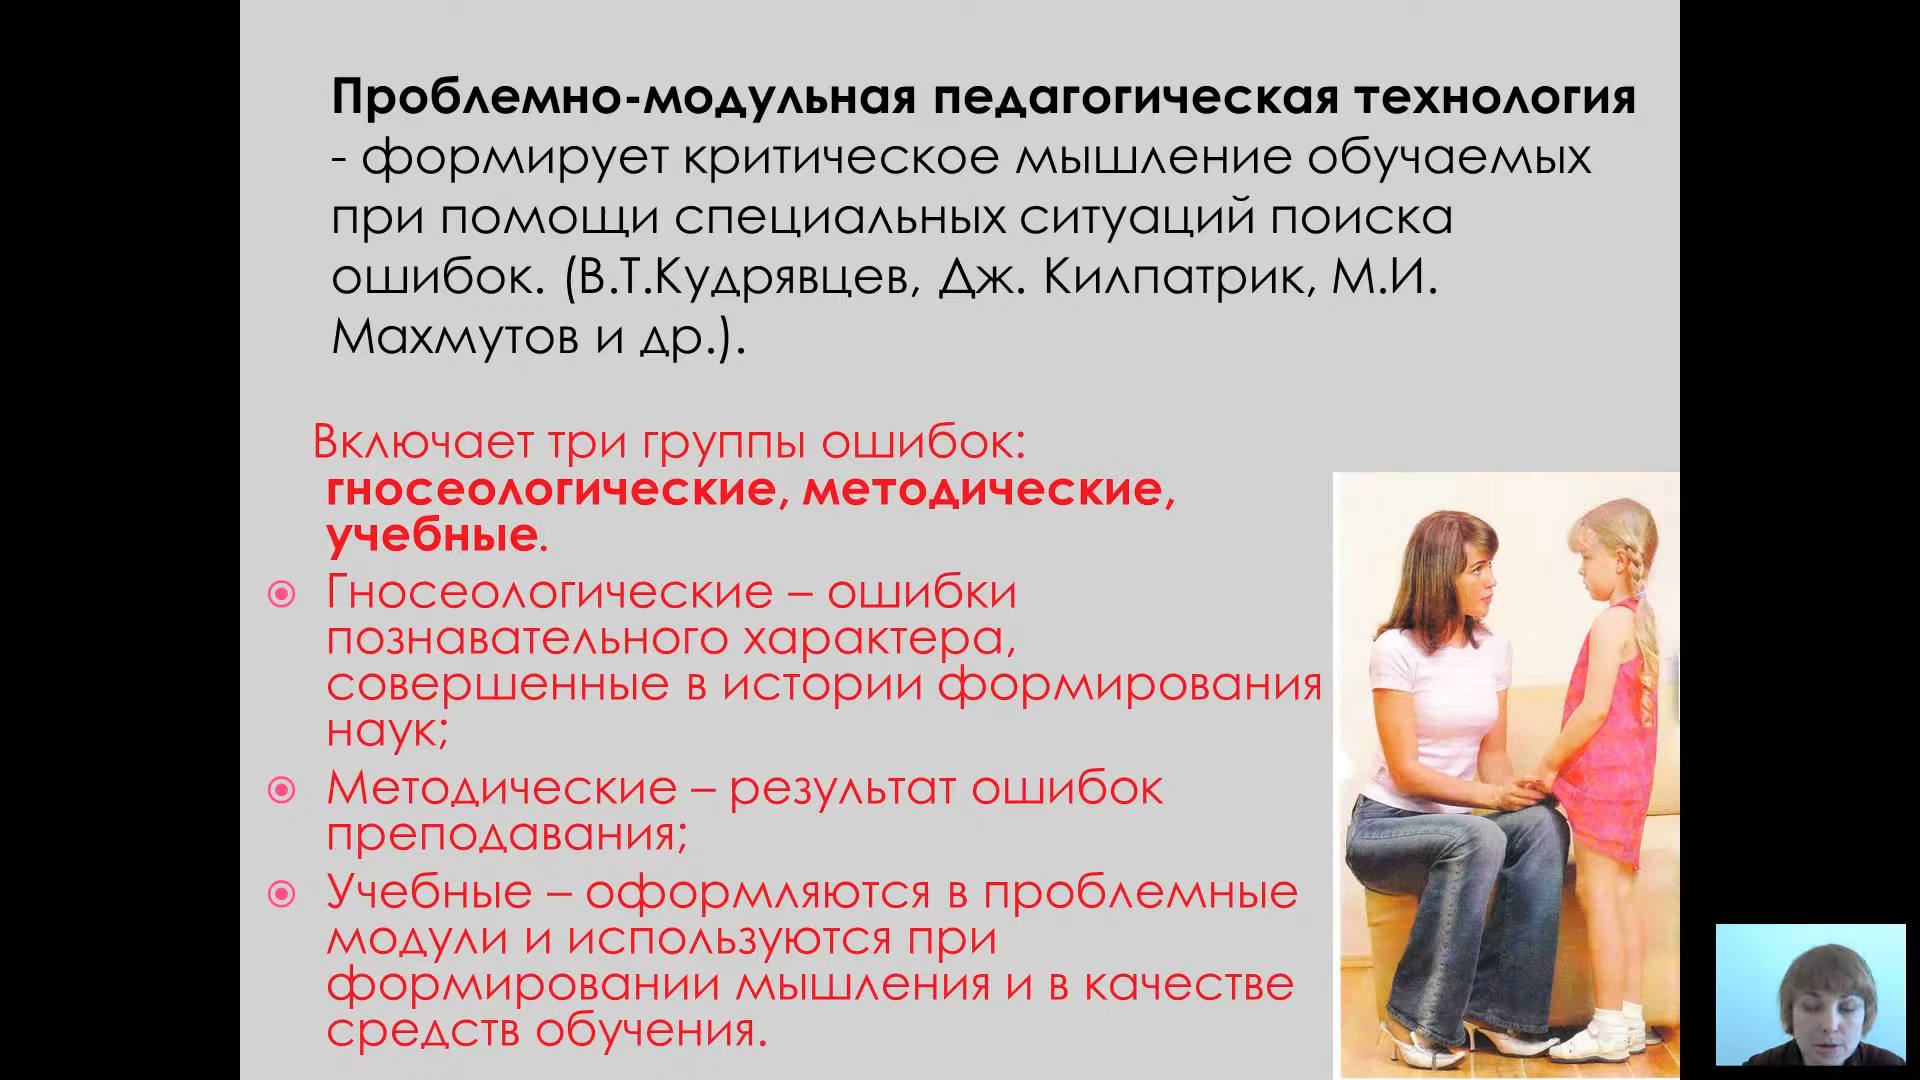 Проблемно-модульная педагогическая технология
- формирует критическое мышление обучаемых
при помощи специальных ситуаций поиска
ошибок. (В.Т.Кудрявцев, Дж. Килпатрик, М.И.
Махмутов и др.).
Включает три группы ошибок:
гносеологические, методические,
учебные.
Гносеологические – ошибки
познавательного характера,
совершенные в истории формирования
наук;
Методические – результат ошибок
преподавания;
Учебные – оформляются в проблемные
модули и используются при
формировании мышления и в качестве
средств обучения.